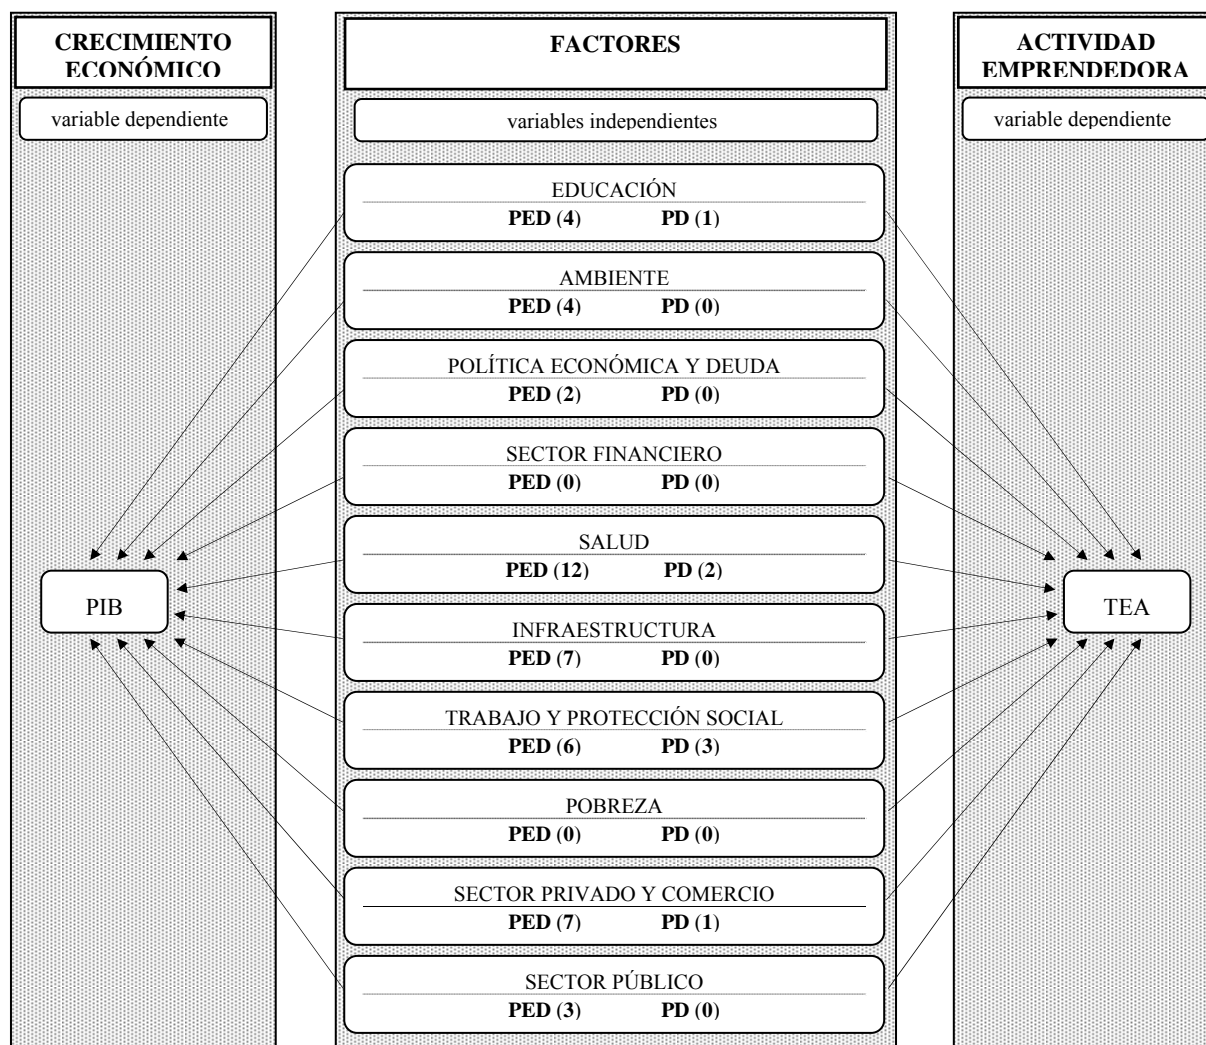 CRECIMIENTO
ECONÓMICO
variable dependiente
PIB
FACTORES
variables independientes
EDUCACIÓN
PED (4) PD (1)
AMBIENTE
PED (4) PD (0)
POLÍTICA ECONÓMICA Y DEUDA
PED (2) PD (0)
SECTOR FINANCIERO
PED (0) PD (0)
SALUD
PED (12) PD (2)
INFRAESTRUCTURA
PED (7) PD (0)
TRABAJO Y PROTECCIÓN SOCIAL
PED (6) PD (3)
POBREZA
PED (0) PD (0)
SECTOR PRIVADO Y COMERCIO
PED (7) PD (1)
SECTOR PÚBLICO
PED (3) PD (0)
ACTIVIDAD
EMPRENDEDORA
variable dependiente
TEA